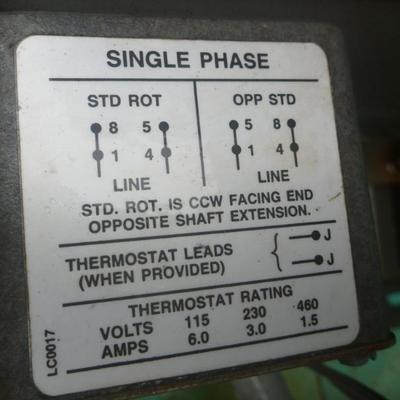 SINGLE PHASE
STD ROT OPP STD
8 5 5 8
1 4 1 4
LINE LINE
STD. ROT. IS CCW FACING END
OPPOSITE SHAFT EXTENSION.
THERMOSTAT LEADS J
(WHEN PROVIDED) J
THERMOSTAT RATING
VOLTS 115 230 460
AMPS 6.0 3.0 1.5
LC0017